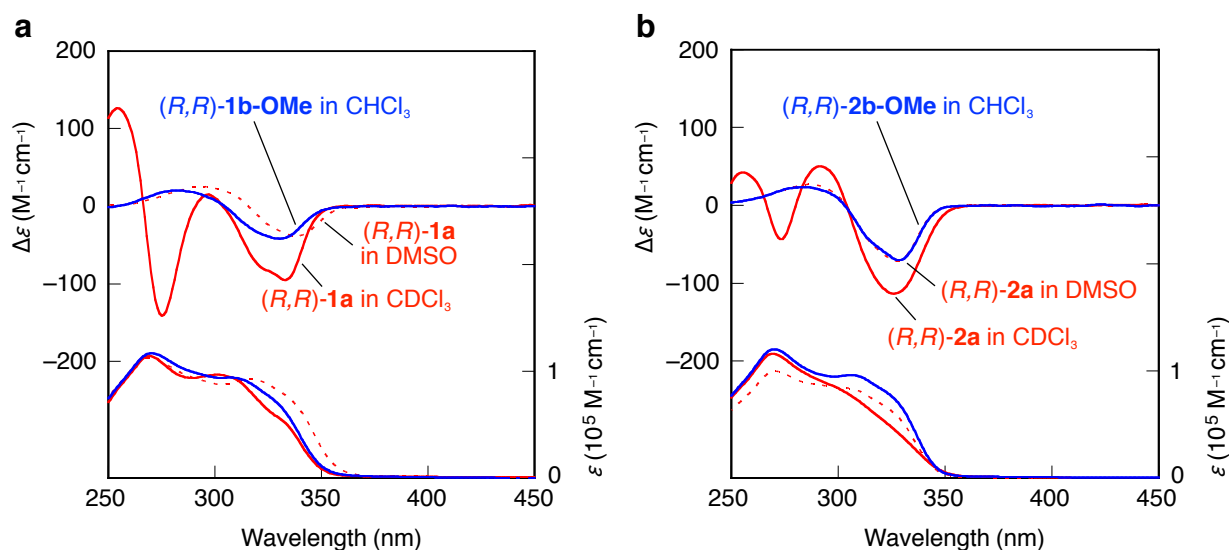 a
200
100
0
−100
−200
Δε (M⁻¹ cm⁻¹)
(R,R)-1b-OMe in CHCl₃
(R,R)-1a
in DMSO
(R,R)-1a in CDCl₃
1
0
ε (10⁵ M⁻¹ cm⁻¹)
250 300 350 400 450
Wavelength (nm)
b
200
100
0
−100
−200
Δε (M⁻¹ cm⁻¹)
(R,R)-2b-OMe in CHCl₃
(R,R)-2a in DMSO
(R,R)-2a in CDCl₃
1
0
ε (10⁵ M⁻¹ cm⁻¹)
250 300 350 400 450
Wavelength (nm)